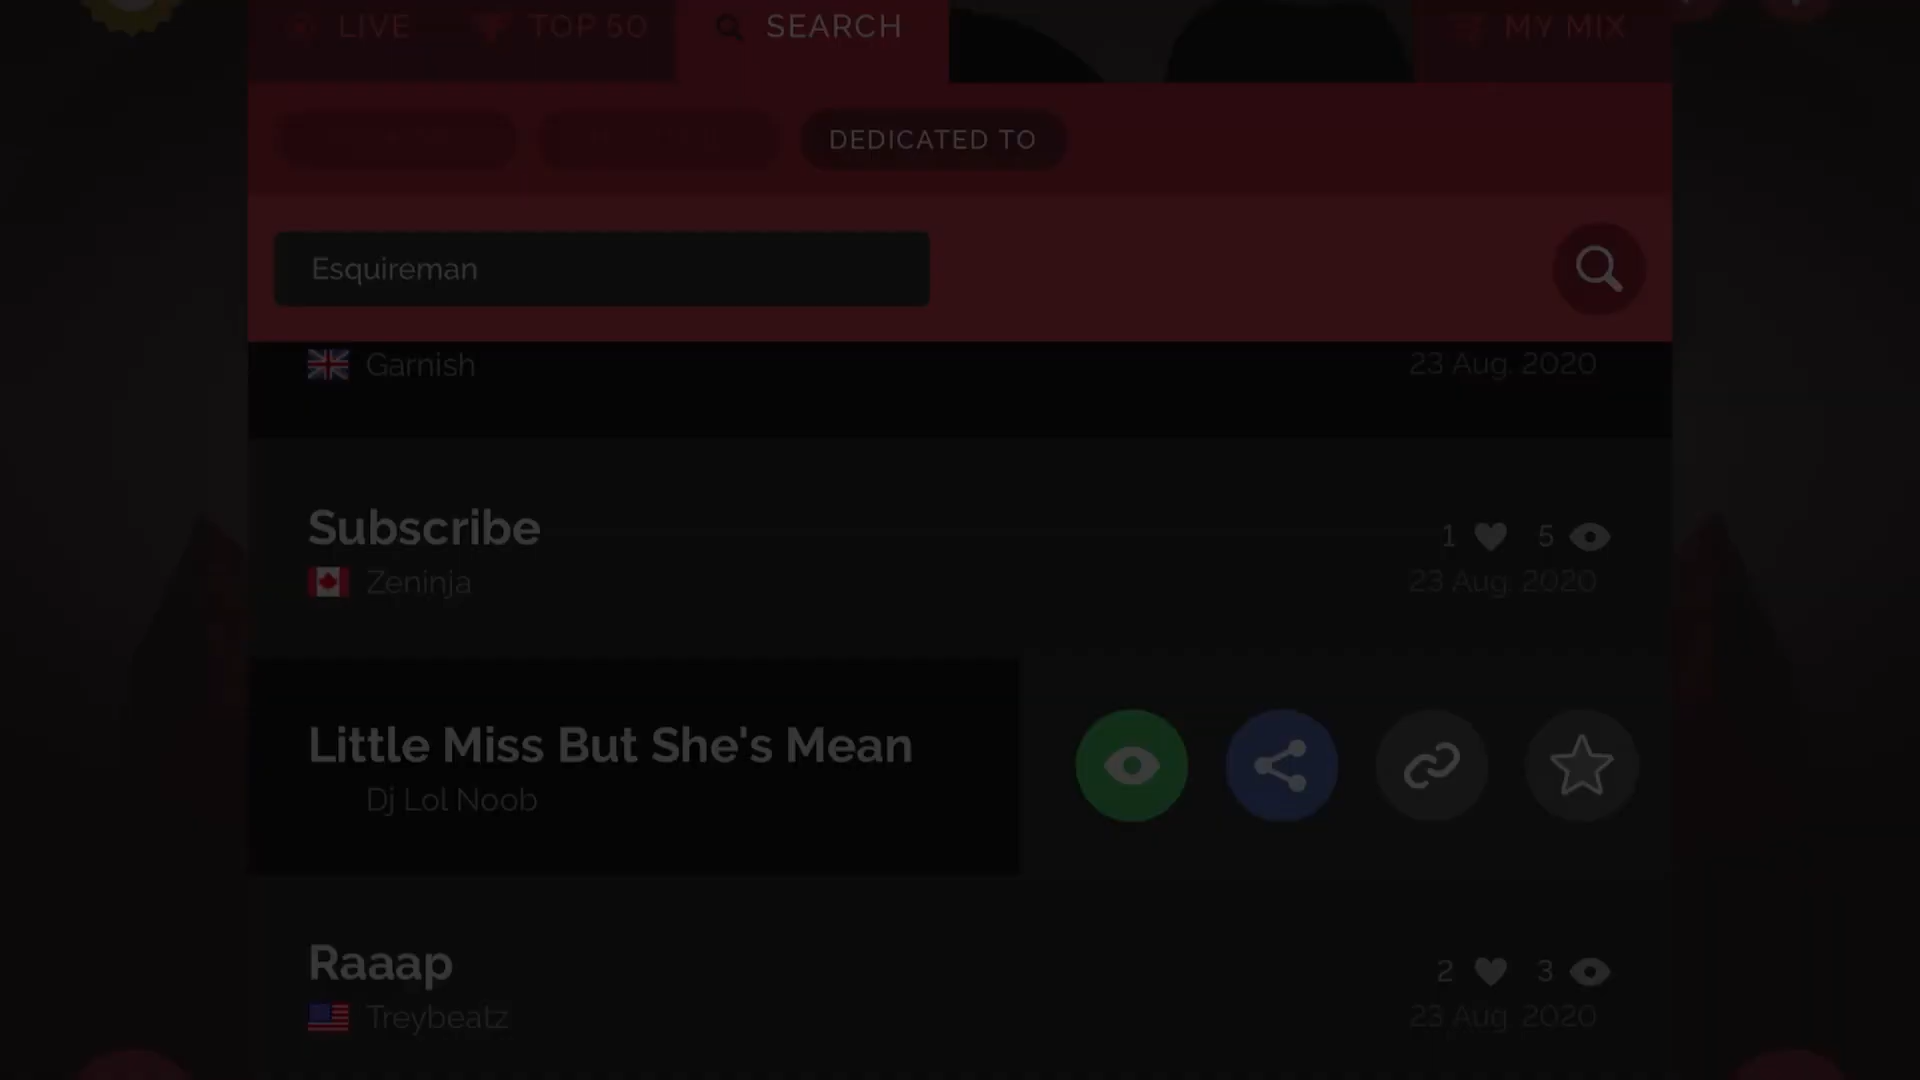 LIVE TOP 50 SEARCH MY MIX
DEDICATED TO
Esquireman
Garnish 23 Aug. 2020
Subscribe 1 5
Zeninja 23 Aug. 2020
Little Miss But She's Mean
Dj Lol Noob
Raaap 2 3
Treybeatz 23 Aug. 2020